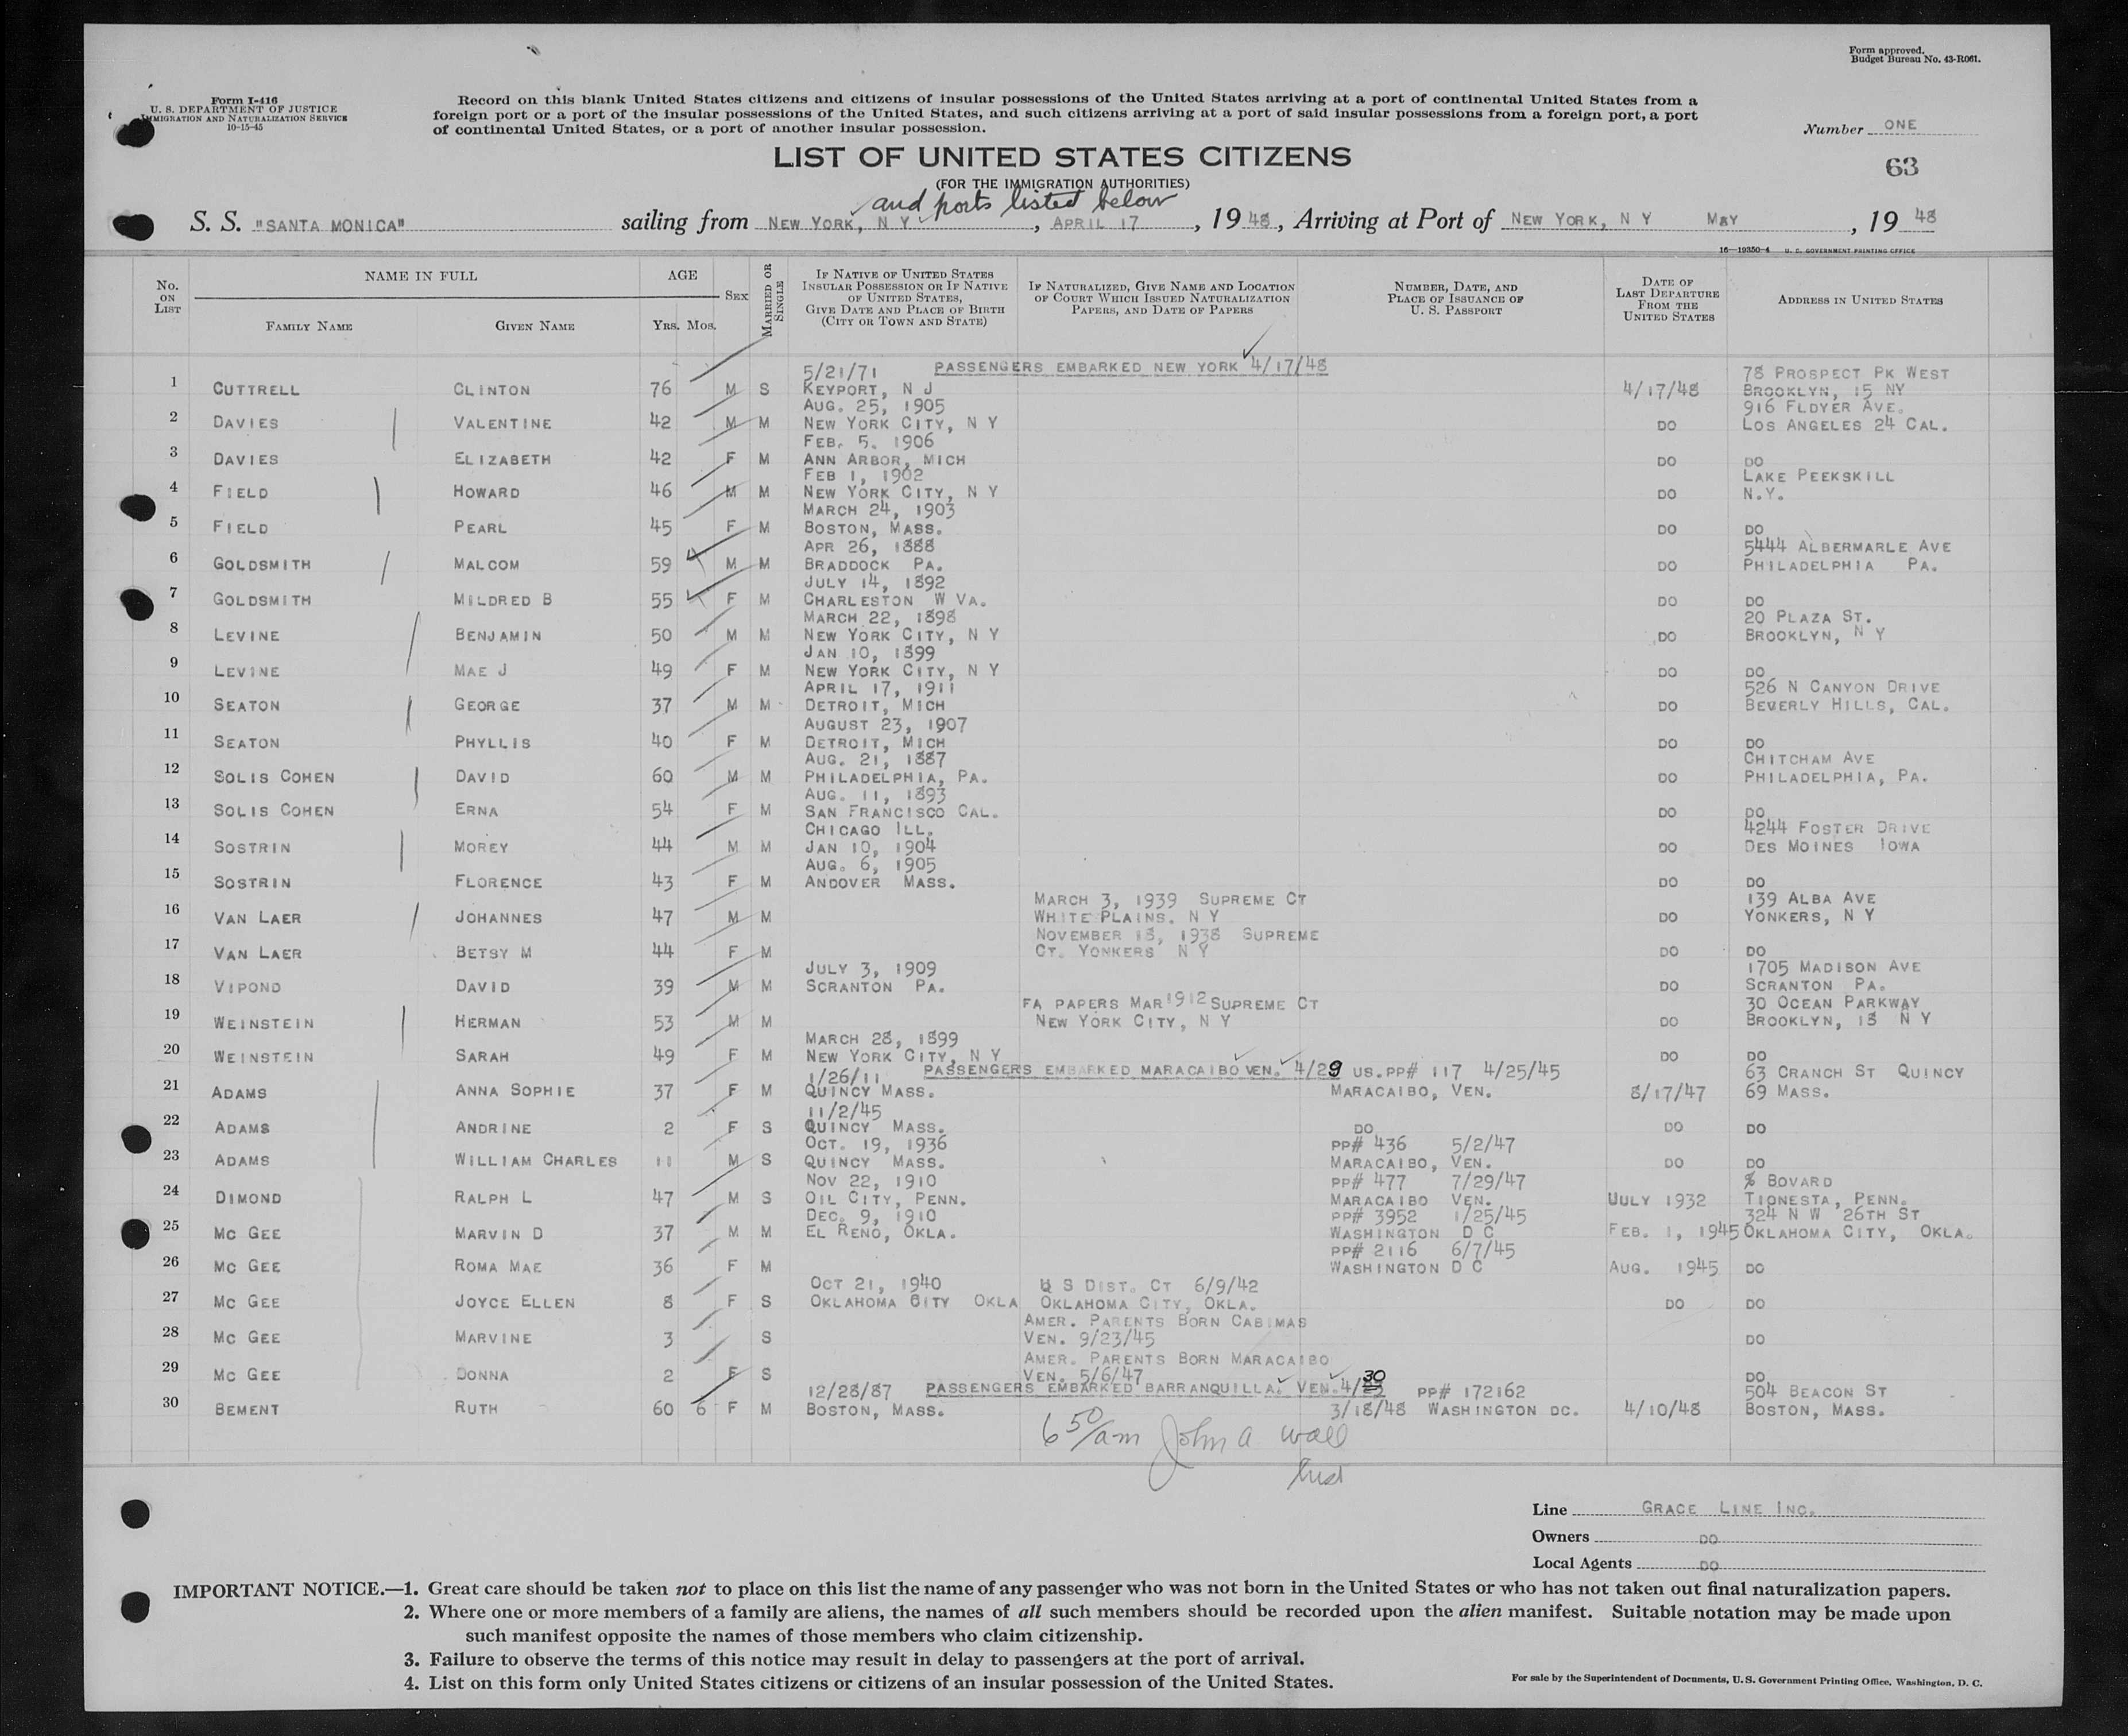 Form approved.
Budget Bureau No. 43-R061.
Form I-416
U. S. DEPARTMENT OF JUSTICE
IMMIGRATION AND NATURALIZATION SERVICE
10-15-45
Record on this blank United States citizens and citizens of insular possessions of the United States arriving at a port of continental United States from a
foreign port or a port of the insular possessions of the United States, and such citizens arriving at a port of said insular possessions from a foreign port, a port
of continental United States, or a port of another insular possession.
Number ONE
63
LIST OF UNITED STATES CITIZENS
(FOR THE IMMIGRATION AUTHORITIES)
and ports listed below
S. S. "SANTA MONICA" sailing from NEW YORK, N Y, APRIL 17, 19 48, Arriving at Port of NEW YORK, N Y MAY, 19 48
16—19350-4 U. S. GOVERNMENT PRINTING OFFICE
No. ON LIST
NAME IN FULL
FAMILY NAME
GIVEN NAME
AGE
YRS. MOS.
SEX
MARRIED OR SINGLE
IF NATIVE OF UNITED STATES
INSULAR POSSESSION OR IF NATIVE
OF UNITED STATES,
GIVE DATE AND PLACE OF BIRTH
(CITY OR TOWN AND STATE)
IF NATURALIZED, GIVE NAME AND LOCATION
OF COURT WHICH ISSUED NATURALIZATION
PAPERS, AND DATE OF PAPERS
NUMBER, DATE, AND
PLACE OF ISSUANCE OF
U. S. PASSPORT
DATE OF
LAST DEPARTURE
FROM THE
UNITED STATES
ADDRESS IN UNITED STATES
5/21/71 PASSENGERS EMBARKED NEW YORK 4/17/48 78 PROSPECT PK WEST
1 CUTTRELL CLINTON 76 M S KEYPORT, N J 4/17/48 BROOKLYN, 15 NY
AUG. 25, 1905 916 FLOYER AVE.
2 DAVIES VALENTINE 42 M M NEW YORK CITY, N Y DO LOS ANGELES 24 CAL.
FEB. 5. 1906
3 DAVIES ELIZABETH 42 F M ANN ARBOR, MICH DO DO
FEB 1, 1902 LAKE PEEKSKILL
4 FIELD HOWARD 46 M M NEW YORK CITY, N Y DO N.Y.
MARCH 24, 1903
5 FIELD PEARL 45 F M BOSTON, MASS. DO DO
APR 26, 1888 5444 ALBERMARLE AVE
6 GOLDSMITH MALCOM 59 M M BRADDOCK PA. DO PHILADELPHIA PA.
JULY 14, 1892
7 GOLDSMITH MILDRED B 55 F M CHARLESTON W VA. DO DO
MARCH 22, 1898 20 PLAZA ST.
8 LEVINE BENJAMIN 50 M M NEW YORK CITY, N Y DO BROOKLYN, N Y
JAN 10, 1899
9 LEVINE MAE J 49 F M NEW YORK CITY, N Y DO DO
APRIL 17, 1911 526 N CANYON DRIVE
10 SEATON GEORGE 37 M M DETROIT, MICH DO BEVERLY HILLS, CAL.
AUGUST 23, 1907
11 SEATON PHYLLIS 40 F M DETROIT, MICH DO DO
AUG. 21, 1887 CHITCHAM AVE
12 SOLIS COHEN DAVID 60 M M PHILADELPHIA, PA. DO PHILADELPHIA, PA.
AUG. 11, 1893
13 SOLIS COHEN ERNA 54 F M SAN FRANCISCO CAL. DO DO
CHICAGO ILL. 4244 FOSTER DRIVE
14 SOSTRIN MOREY 44 M M JAN 10, 1904 DO DES MOINES IOWA
AUG. 6, 1905
15 SOSTRIN FLORENCE 43 F M ANDOVER MASS. DO DO
MARCH 3, 1939 SUPREME CT 139 ALBA AVE
16 VAN LAER JOHANNES 47 M M WHITE PLAINS. N Y DO YONKERS, N Y
NOVEMBER 18, 1938 SUPREME
17 VAN LAER BETSY M 44 F M CT. YONKERS N Y DO DO
JULY 3, 1909 1705 MADISON AVE
18 VIPOND DAVID 39 M M SCRANTON PA. DO SCRANTON PA.
FA PAPERS MAR 1912 SUPREME CT 30 OCEAN PARKWAY
19 WEINSTEIN HERMAN 53 M M NEW YORK CITY, N Y DO BROOKLYN, 18 N Y
MARCH 28, 1899
20 WEINSTEIN SARAH 49 F M NEW YORK CITY, N Y DO DO
1/26/11 PASSENGERS EMBARKED MARACAIBO VEN. 4/29 US.PP# 117 4/25/45 63 CRANCH ST QUINCY
21 ADAMS ANNA SOPHIE 37 F M QUINCY MASS. MARACAIBO, VEN. 8/17/47 69 MASS.
11/2/45
22 ADAMS ANDRINE 2 F S QUINCY MASS. DO DO DO
OCT. 19, 1936 PP# 436 5/2/47
23 ADAMS WILLIAM CHARLES 11 M S QUINCY MASS. MARACAIBO, VEN. DO DO
NOV 22, 1910 PP# 477 7/29/47 % BOVARD
24 DIMOND RALPH L 47 M S OIL CITY, PENN. MARACAIBO VEN. JULY 1932 TIONESTA, PENN.
DEC. 9, 1910 PP# 3952 1/25/45 324 N W 26TH ST
25 MC GEE MARVIN D 37 M M EL RENO, OKLA. WASHINGTON D C FEB. 1, 1945 OKLAHOMA CITY, OKLA.
PP# 2116 6/7/45
26 MC GEE ROMA MAE 36 F M WASHINGTON D C AUG. 1945 DO
OCT 21, 1940 U S DIST. CT 6/9/42
27 MC GEE JOYCE ELLEN 8 F S OKLAHOMA CITY OKLA OKLAHOMA CITY, OKLA. DO DO
AMER. PARENTS BORN CABIMAS
28 MC GEE MARVINE 3 S VEN. 9/23/45 DO
AMER. PARENTS BORN MARACAIBO
29 MC GEE DONNA 2 F S VEN. 5/6/47 DO
12/28/87 PASSENGERS EMBARKED BARRANQUILLA. VEN. 4/30 PP# 172162 504 BEACON ST
30 BEMENT RUTH 60 6 F M BOSTON, MASS. 3/18/48 WASHINGTON DC. 4/10/48 BOSTON, MASS.
6 50/am John A Wall
Insd
Line GRACE LINE INC.
Owners DO
Local Agents DO
IMPORTANT NOTICE.—1. Great care should be taken not to place on this list the name of any passenger who was not born in the United States or who has not taken out final naturalization papers.
2. Where one or more members of a family are aliens, the names of all such members should be recorded upon the alien manifest. Suitable notation may be made upon
such manifest opposite the names of those members who claim citizenship.
3. Failure to observe the terms of this notice may result in delay to passengers at the port of arrival.
4. List on this form only United States citizens or citizens of an insular possession of the United States.
For sale by the Superintendent of Documents, U. S. Government Printing Office, Washington, D. C.